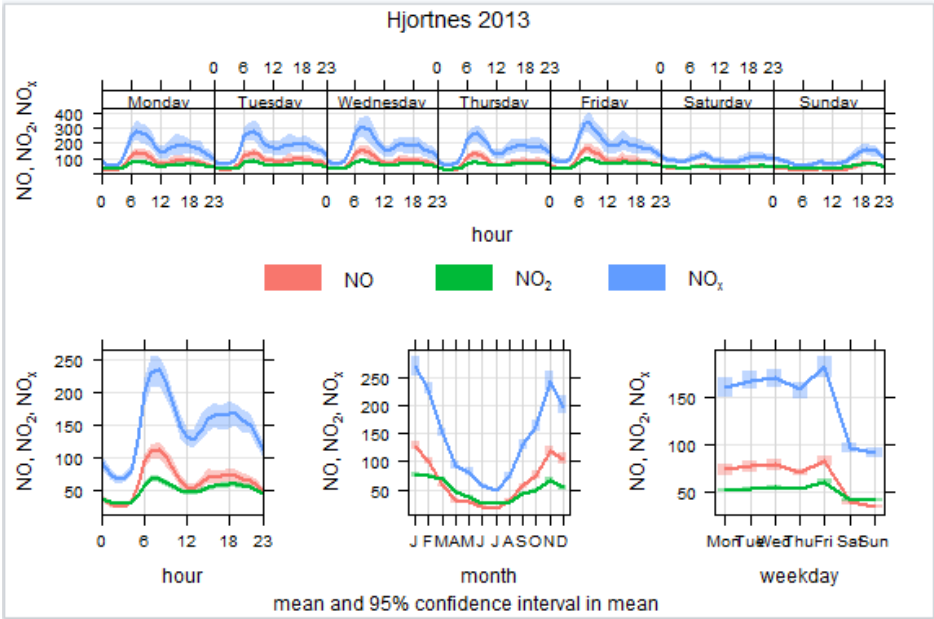 Hjortnes 2013
0 6 12 18 23 0 6 12 18 23 0 6 12 18 23
Monday Tuesday Wednesday Thursday Friday Saturday Sunday
NO, NO₂, NOₓ
400
300
200
100
0 6 12 18 23 0 6 12 18 23 0 6 12 18 23 0 6 12 18 23
hour
NO NO₂ NOₓ
NO, NO₂, NOₓ
250
200
150
100
50
0 6 12 18 23
hour
NO, NO₂, NOₓ
250
200
150
100
50
J F M A M J J A S O N D
month
NO, NO₂, NOₓ
150
100
50
Mon Tue Wed Thu Fri Sat Sun
weekday
mean and 95% confidence interval in mean